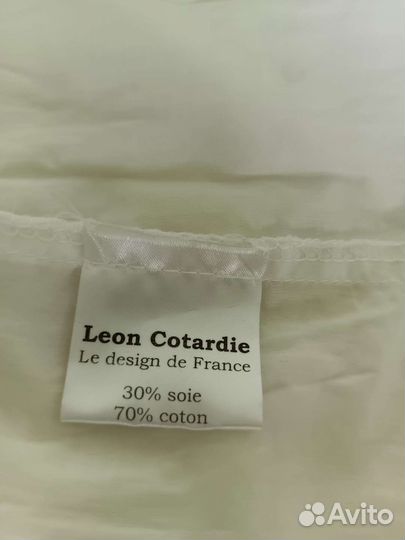 Leon Cotardie
Le design de France
30% soie
70% coton
Avito